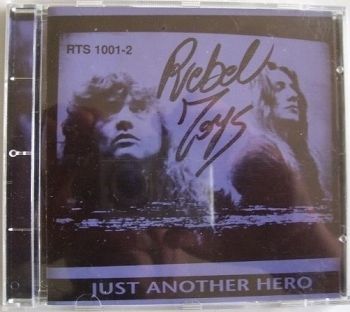 RTS 1001-2
Rebel
Toys
JUST ANOTHER HERO